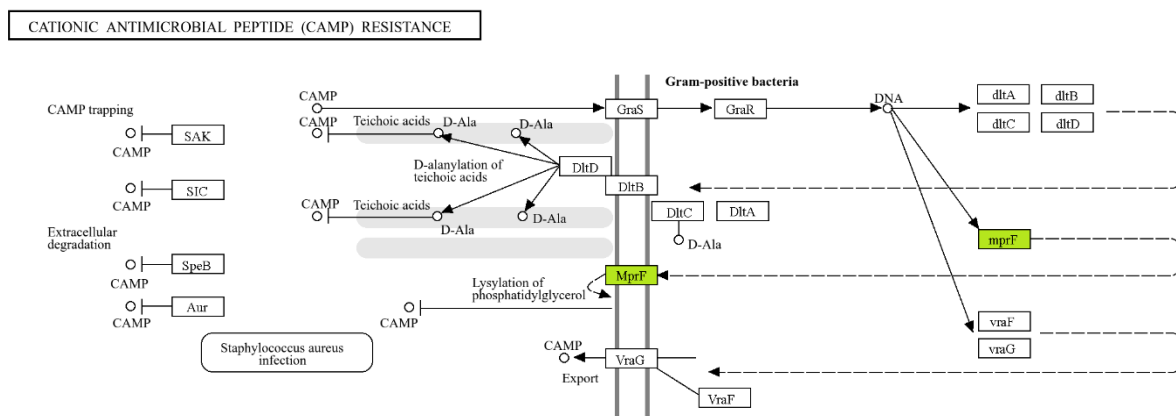 CATIONIC ANTIMICROBIAL PEPTIDE (CAMP) RESISTANCE
Gram-positive bacteria
CAMP trapping
SAK
CAMP
SIC
CAMP
Extracellular
degradation
SpeB
CAMP
Aur
CAMP
Staphylococcus aureus
infection
CAMP
GraS
GraR
DNA
dltA
dltB
dltC
dltD
CAMP
Teichoic acids
D-Ala
D-Ala
D-alanylation of
teichoic acids
DltD
DltB
CAMP
Teichoic acids
D-Ala
D-Ala
DltC
DltA
D-Ala
mprF
MprF
Lysylation of
phosphatidylglycerol
CAMP
vraF
vraG
CAMP
VraG
Export
VraF